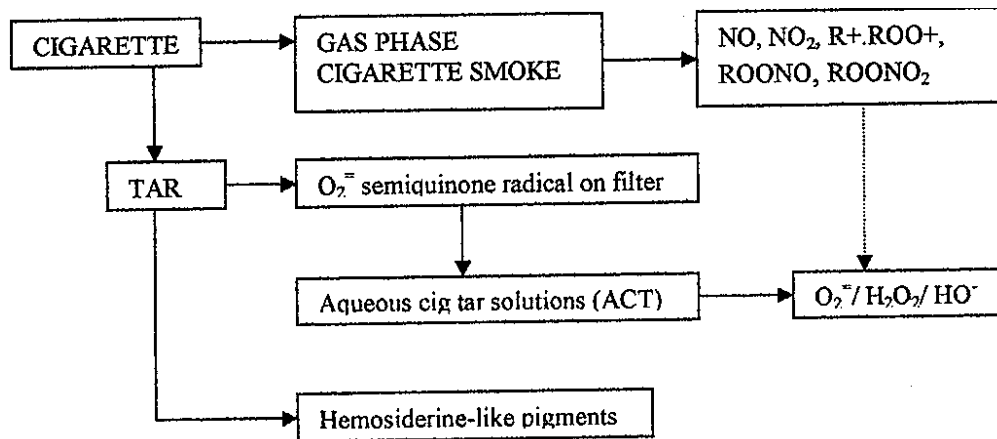 CIGARETTE
GAS PHASE
CIGARETTE SMOKE
NO, NO₂, R+.ROO+,
ROONO, ROONO₂
TAR
O₂⁼ semiquinone radical on filter
Aqueous cig tar solutions (ACT)
O₂⁼/ H₂O₂/ HO⁻
Hemosiderine-like pigments